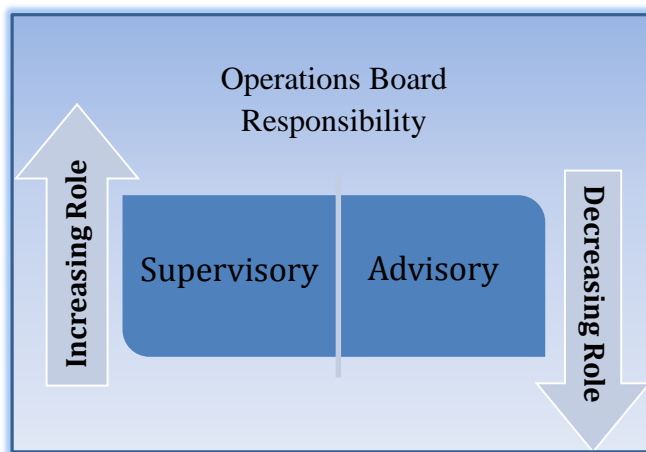 Operations Board
Responsibility
Increasing Role
Supervisory
Advisory
Decreasing Role